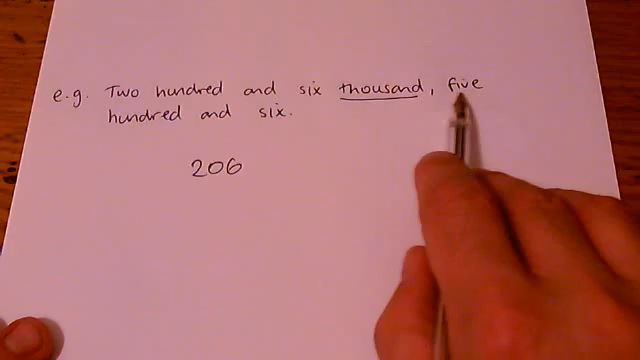 e.g. Two hundred and six thousand, five
hundred and six.
206